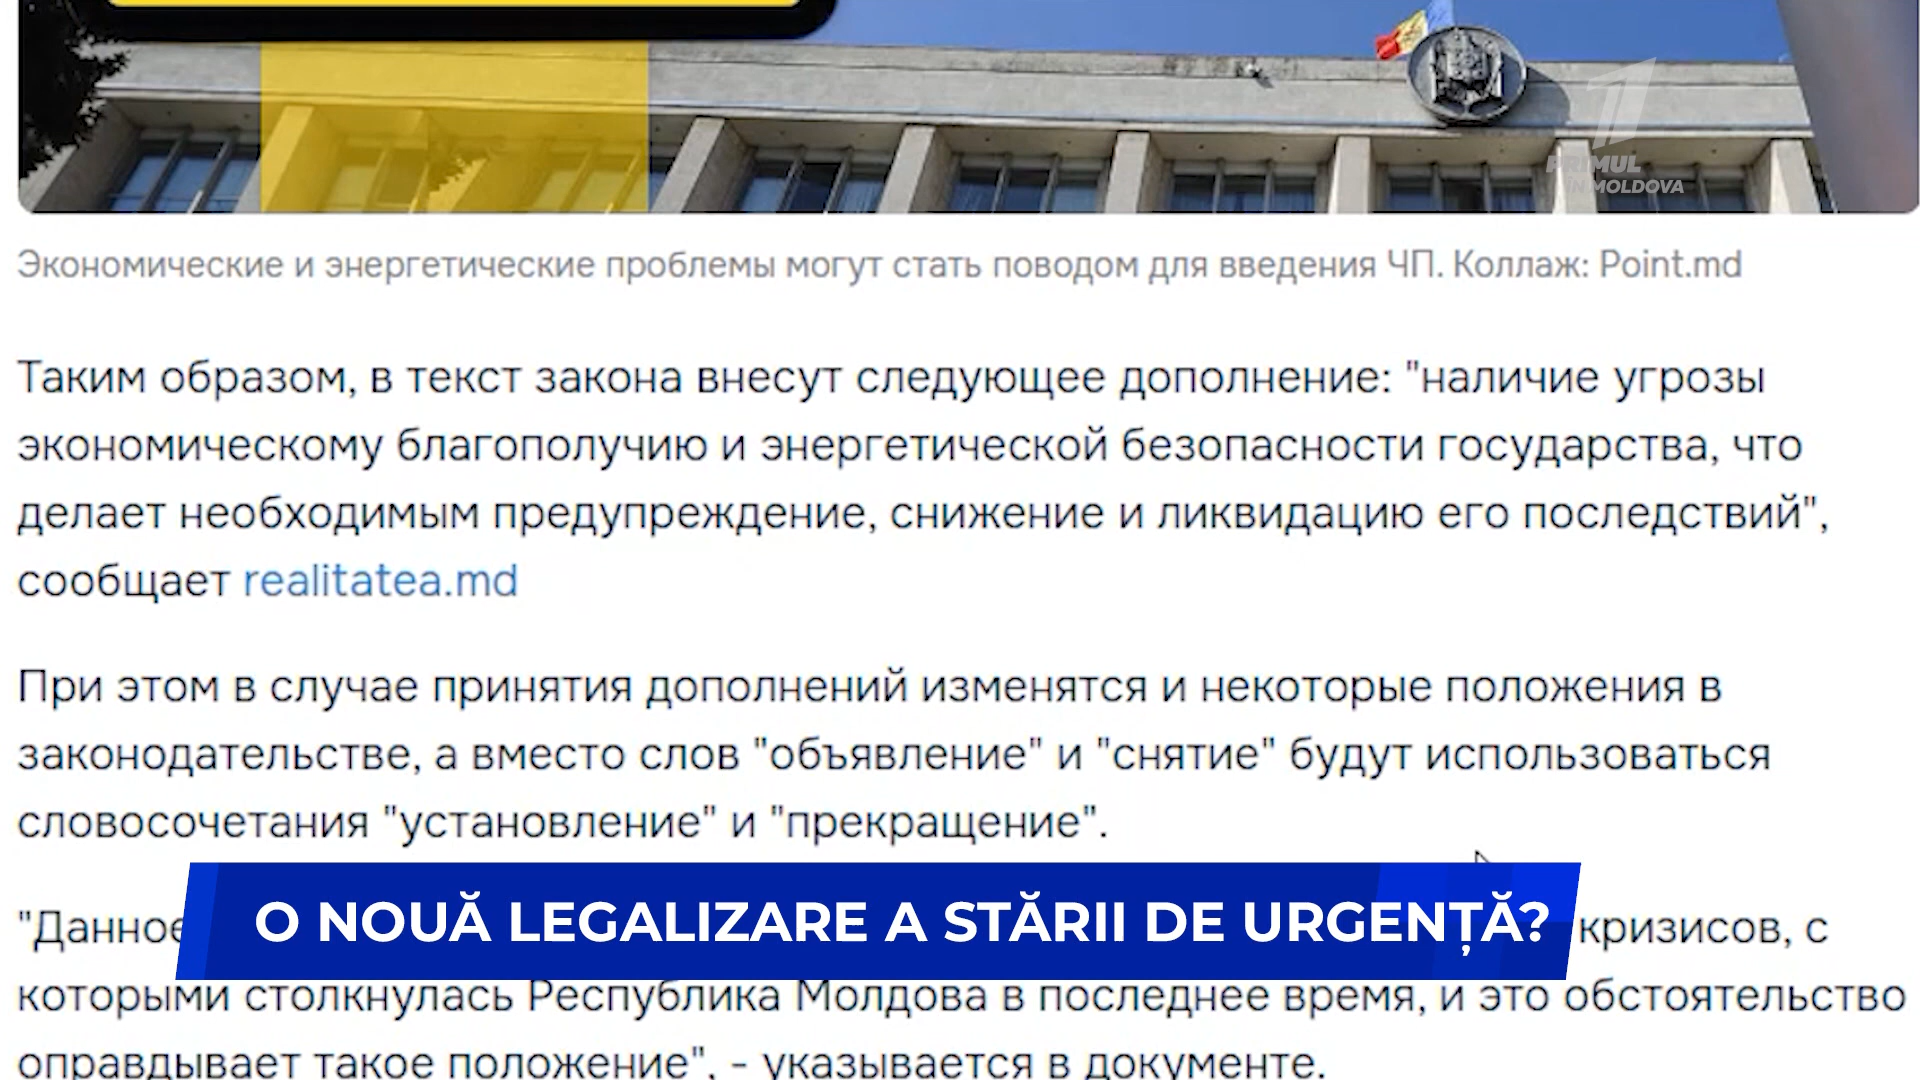 1
PRIMUL
ÎN MOLDOVA
Экономические и энергетические проблемы могут стать поводом для введения ЧП. Коллаж: Point.md
Таким образом, в текст закона внесут следующее дополнение: "наличие угрозы
экономическому благополучию и энергетической безопасности государства, что
делает необходимым предупреждение, снижение и ликвидацию его последствий",
сообщает realitatea.md
При этом в случае принятия дополнений изменятся и некоторые положения в
законодательстве, а вместо слов "объявление" и "снятие" будут использоваться
словосочетания "установление" и "прекращение".
"Данное кризисов, с
O NOUĂ LEGALIZARE A STĂRII DE URGENȚĂ?
которыми столкнулась Республика Молдова в последнее время, и это обстоятельство
оправдывает такое положение", - указывается в документе.